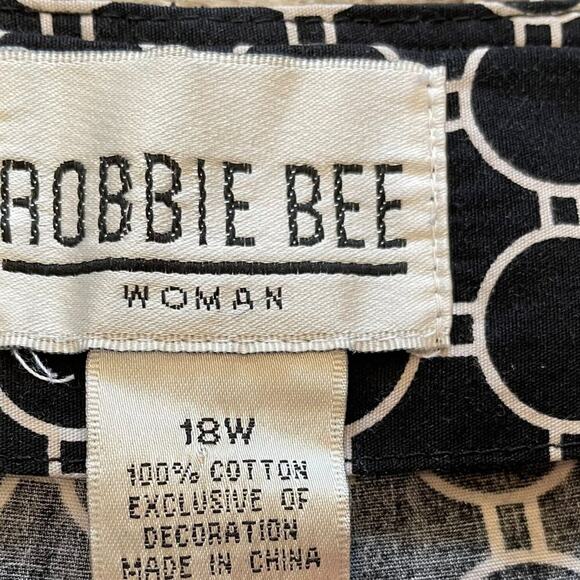 ROBBIE BEE
WOMAN
18W
100% COTTON
EXCLUSIVE OF
DECORATION
MADE IN CHINA